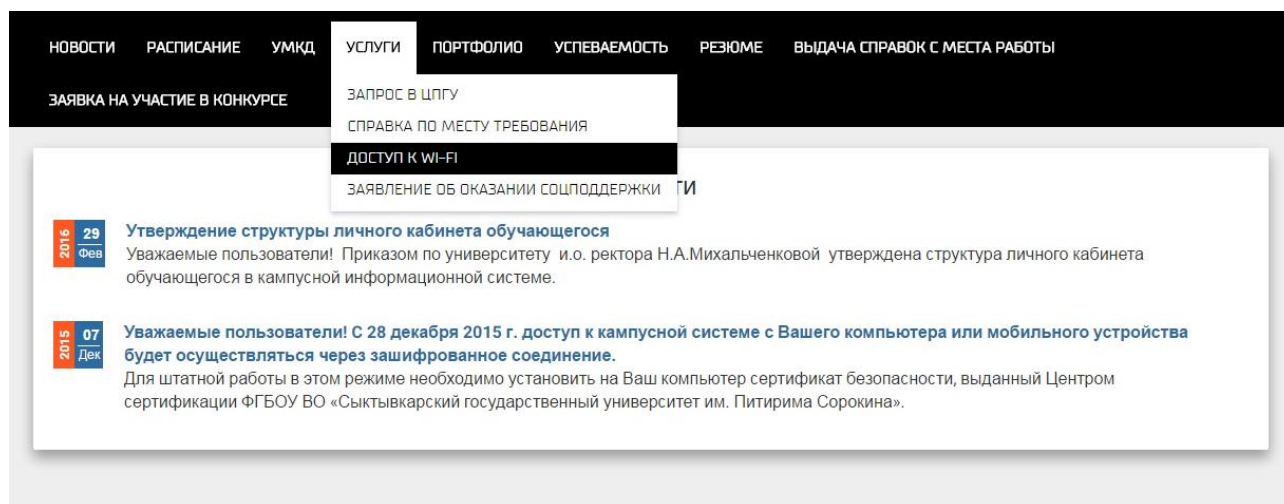 НОВОСТИ РАСПИСАНИЕ УМКД УСЛУГИ ПОРТФОЛИО УСПЕВАЕМОСТЬ РЕЗЮМЕ ВЫДАЧА СПРАВОК С МЕСТА РАБОТЫ
ЗАЯВКА НА УЧАСТИЕ В КОНКУРСЕ
ЗАПРОС В ЦПГУ
СПРАВКА ПО МЕСТУ ТРЕБОВАНИЯ
ДОСТУП К WI-FI
ЗАЯВЛЕНИЕ ОБ ОКАЗАНИИ СОЦПОДДЕРЖКИ
2016 29 Фев
Утверждение структуры личного кабинета обучающегося
Уважаемые пользователи! Приказом по университету и.о. ректора Н.А.Михальченковой утверждена структура личного кабинета
обучающегося в кампусной информационной системе.
2015 07 Дек
Уважаемые пользователи! С 28 декабря 2015 г. доступ к кампусной системе с Вашего компьютера или мобильного устройства
будет осуществляться через зашифрованное соединение.
Для штатной работы в этом режиме необходимо установить на Ваш компьютер сертификат безопасности, выданный Центром
сертификации ФГБОУ ВО «Сыктывкарский государственный университет им. Питирима Сорокина».